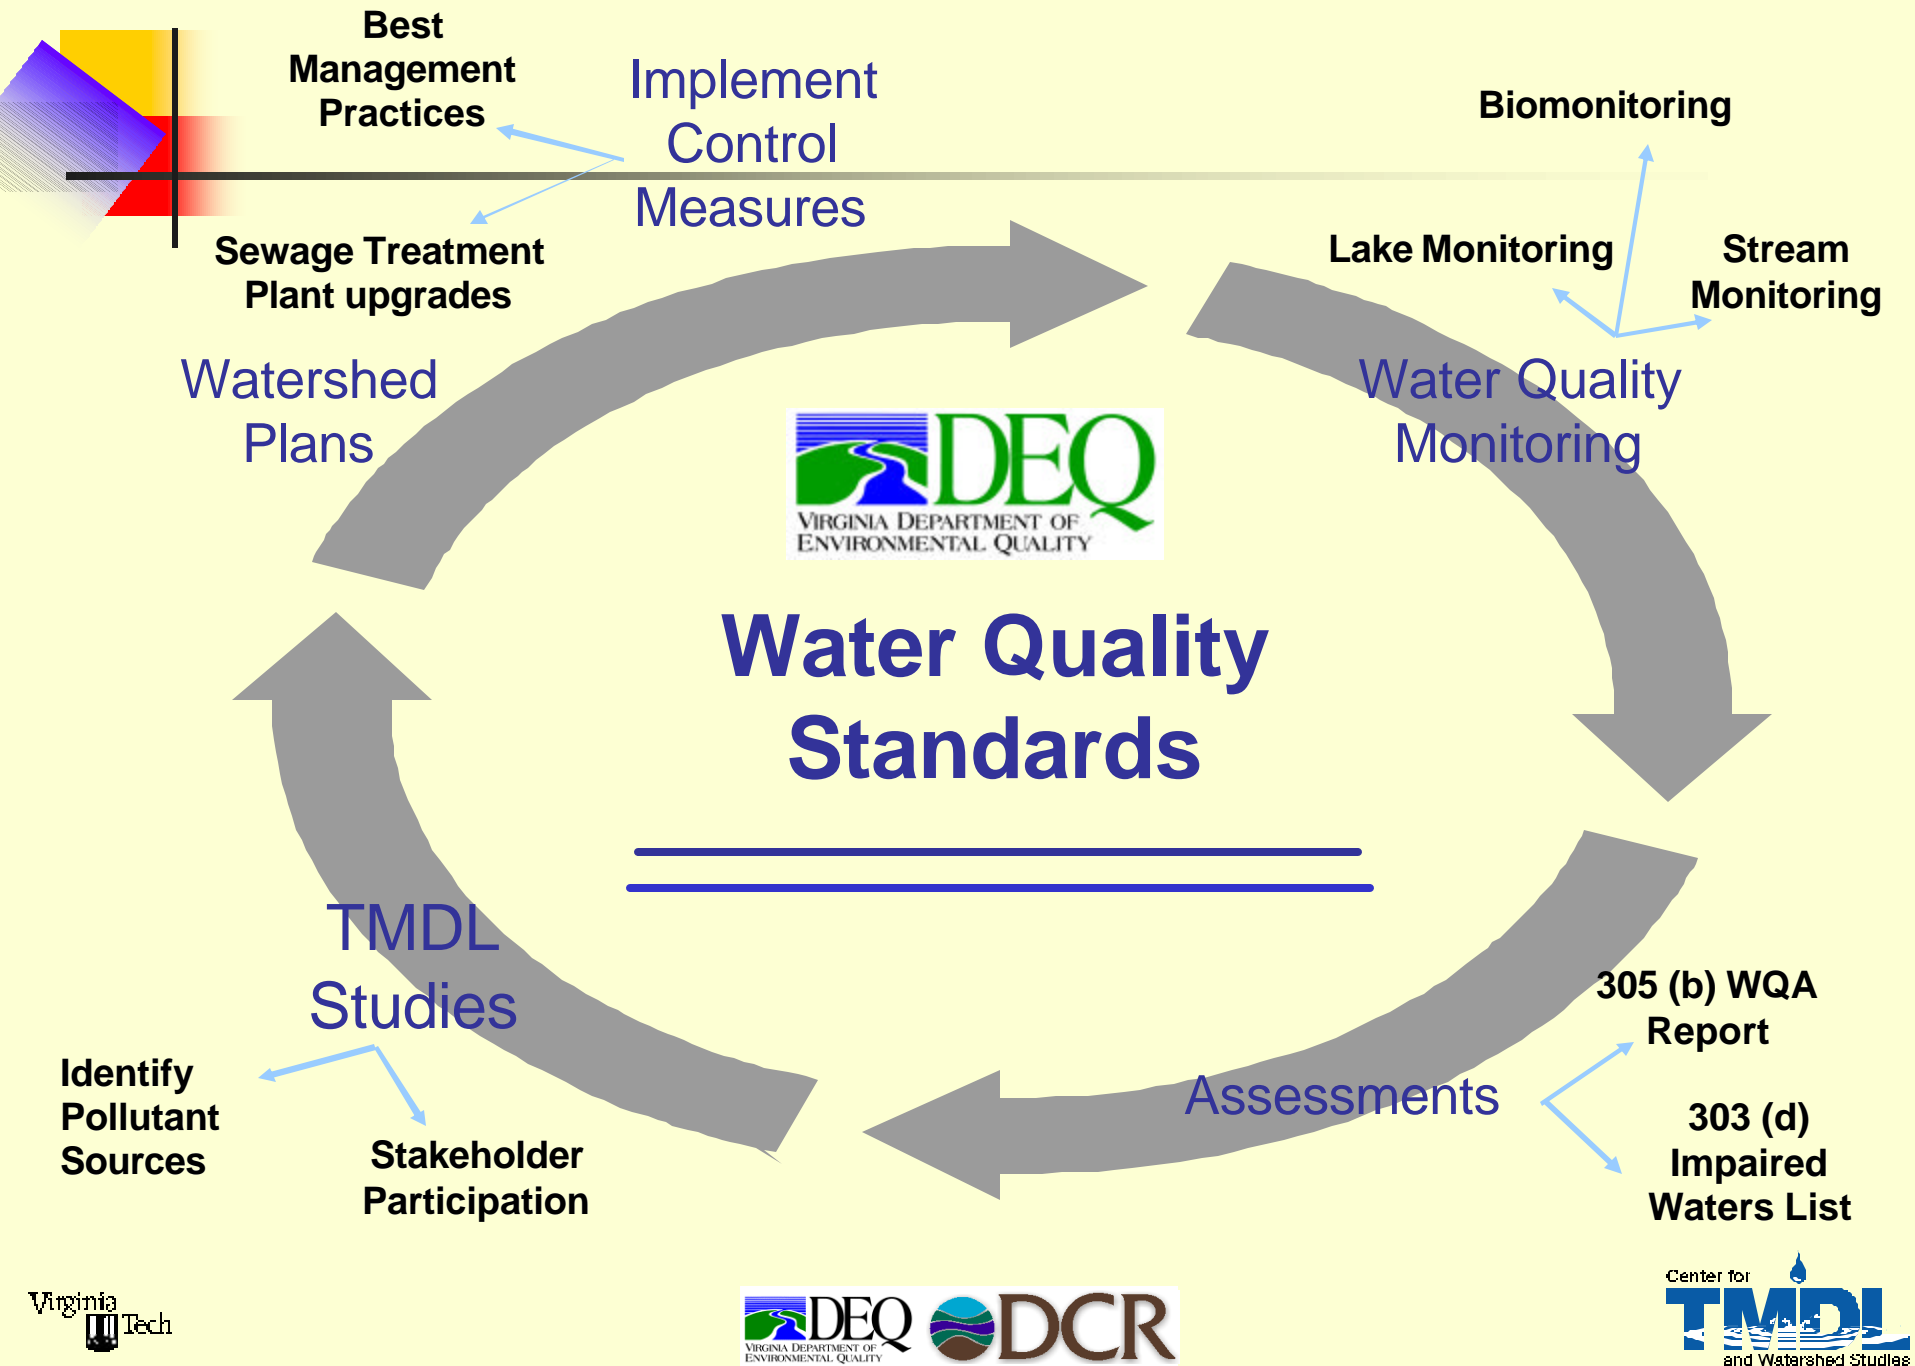 Best
Management
Practices
Implement
Control
Measures
Biomonitoring
Lake Monitoring
Stream
Monitoring
Sewage Treatment
Plant upgrades
Watershed
Plans
Water Quality
Monitoring
DEQ
VIRGINIA DEPARTMENT OF
ENVIRONMENTAL QUALITY
Water Quality
Standards
TMDL
Studies
305 (b) WQA
Report
Identify
Pollutant
Sources
Stakeholder
Participation
Assessments
303 (d)
Impaired
Waters List
Virginia
Tech
DEQ
VIRGINIA DEPARTMENT OF
ENVIRONMENTAL QUALITY
DCR
Center for
TMDL
and Watershed Studies